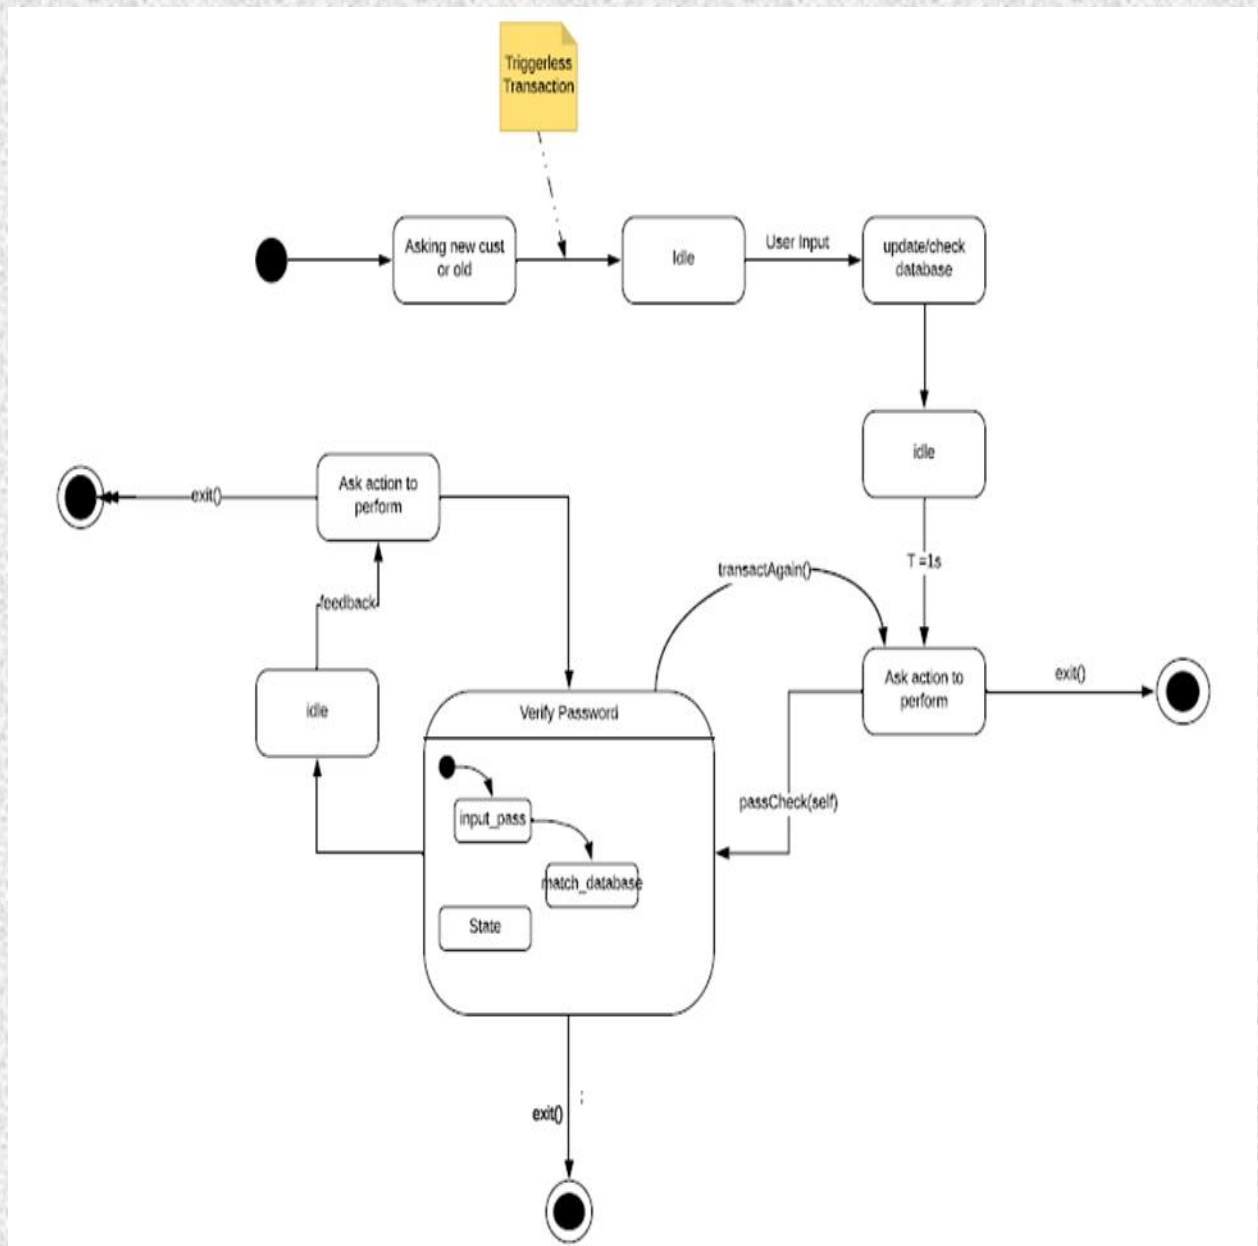 Triggerless
Transaction
Asking new cust
or old
Idle
User Input
update/check
database
idle
T =1s
Ask action to
perform
exit()
transactAgain()
passCheck(self)
Ask action to
perform
exit()
feedback
idle
Verify Password
input_pass
match_database
State
exit()
;